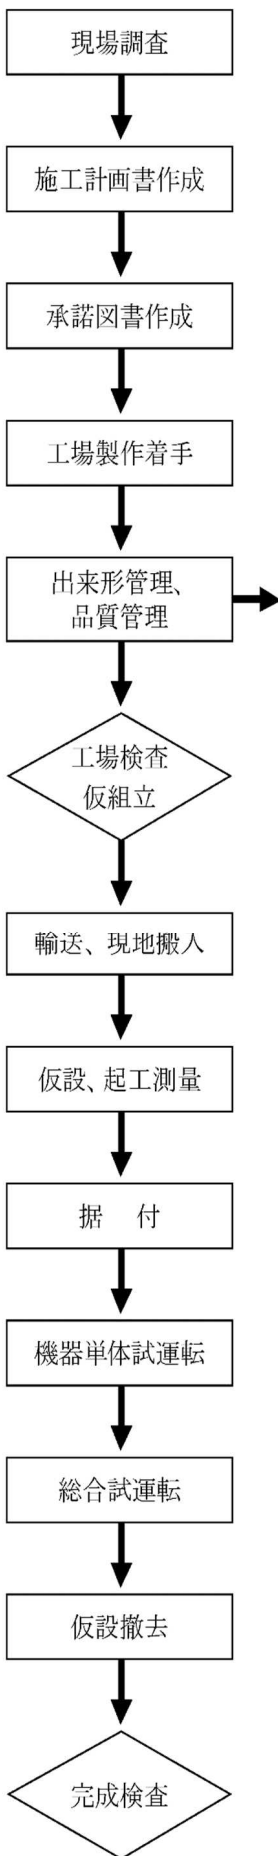 現場調査
施工計画書作成
承諾図書作成
工場製作着手
出来形管理、
品質管理
工場検査
仮組立
輸送、現地搬人
仮設、起工測量
据　付
機器単体試運転
総合試運転
仮設撤去
完成検査